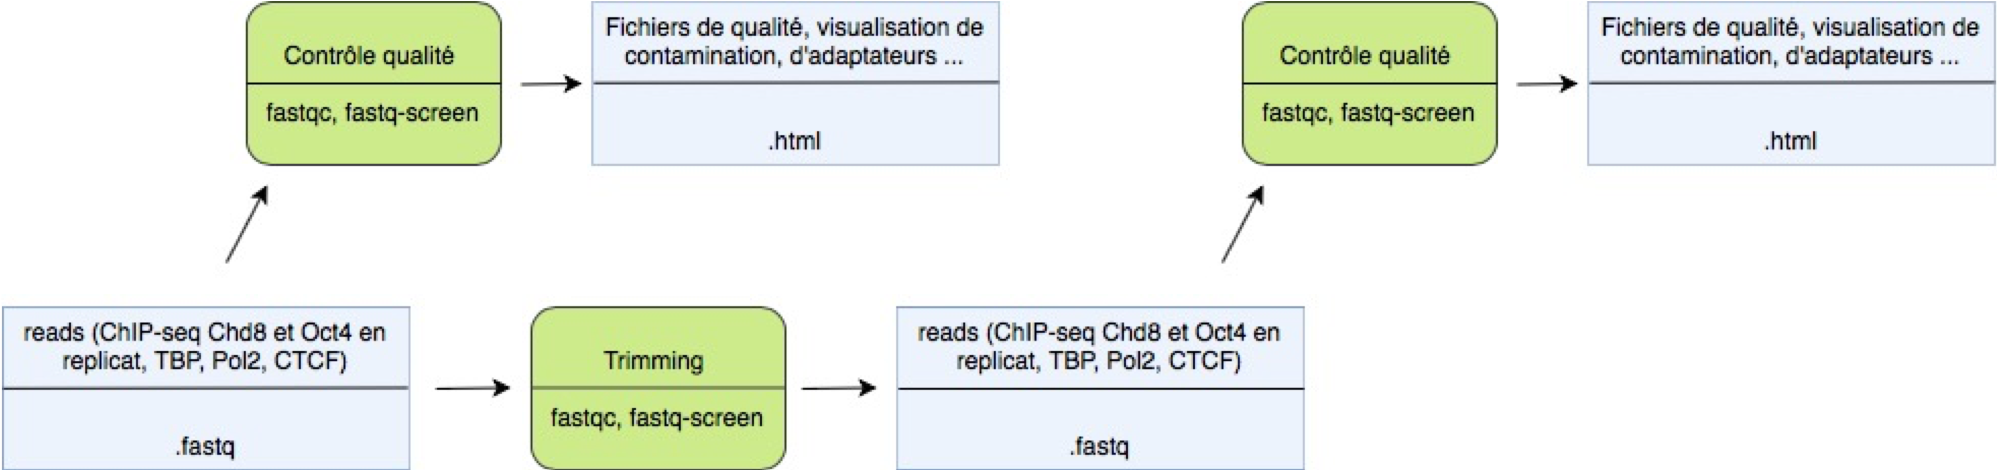 Contrôle qualité
fastqc, fastq-screen
Fichiers de qualité, visualisation de
contamination, d'adaptateurs ...
.html
Contrôle qualité
fastqc, fastq-screen
Fichiers de qualité, visualisation de
contamination, d'adaptateurs ...
.html
reads (ChIP-seq Chd8 et Oct4 en
replicat, TBP, Pol2, CTCF)
.fastq
Trimming
fastqc, fastq-screen
reads (ChIP-seq Chd8 et Oct4 en
replicat, TBP, Pol2, CTCF)
.fastq